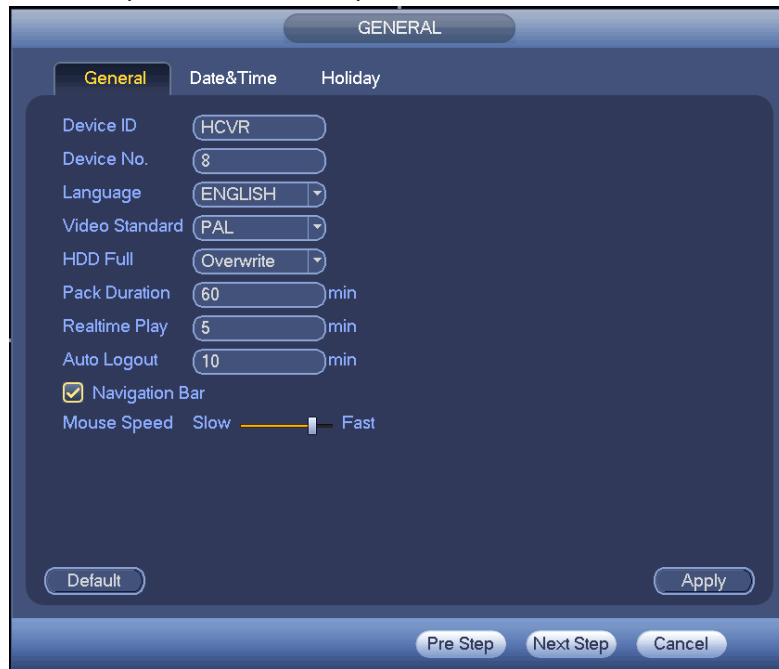 GENERAL
General Date&Time Holiday
Device ID HCVR
Device No. 8
Language ENGLISH
Video Standard PAL
HDD Full Overwrite
Pack Duration 60 min
Realtime Play 5 min
Auto Logout 10 min
Navigation Bar
Mouse Speed Slow Fast
Default Apply
Pre Step Next Step Cancel